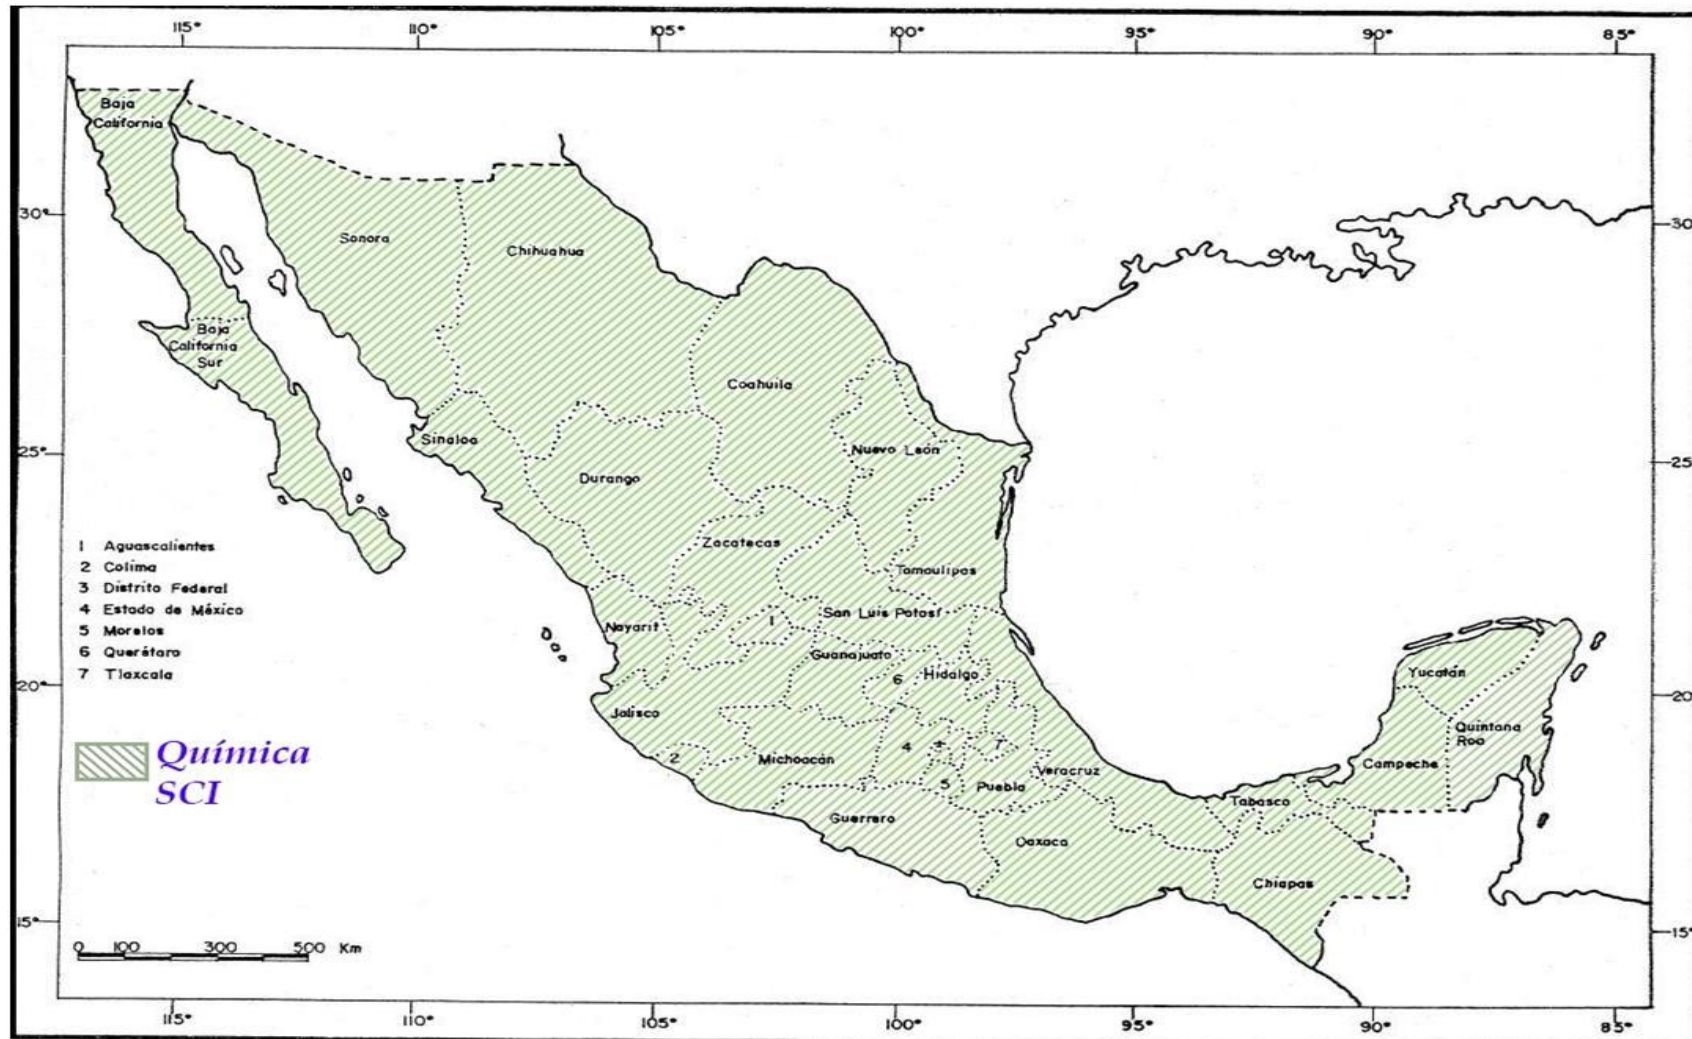 115° 110° 105° 100° 95° 90° 85°
Baja
California
30° 30°
Sonora
Chihuahua
Baja
California
Sur
Coahuila
Sinaloa
Nuevo León
25° 25°
Durango
Zacatecas
Tamaulipas
1 Aguascalientes
2 Colima
3 Distrito Federal
4 Estado de México
5 Morelos
6 Querétaro
7 Tlaxcala
San Luis Potosí
1
Nayarit
Guanajuato
Hidalgo
6
20° 20°
Yucatán
Jalisco
Quintana
Roo
4
7
2
Michoacán
Veracruz
Campeche
5
Puebla
Tabasco
Guerrero
Oaxaca
Chiapas
Química
SCI
15° 15°
0 100 300 500 Km
115° 110° 105° 100° 95° 90° 85°